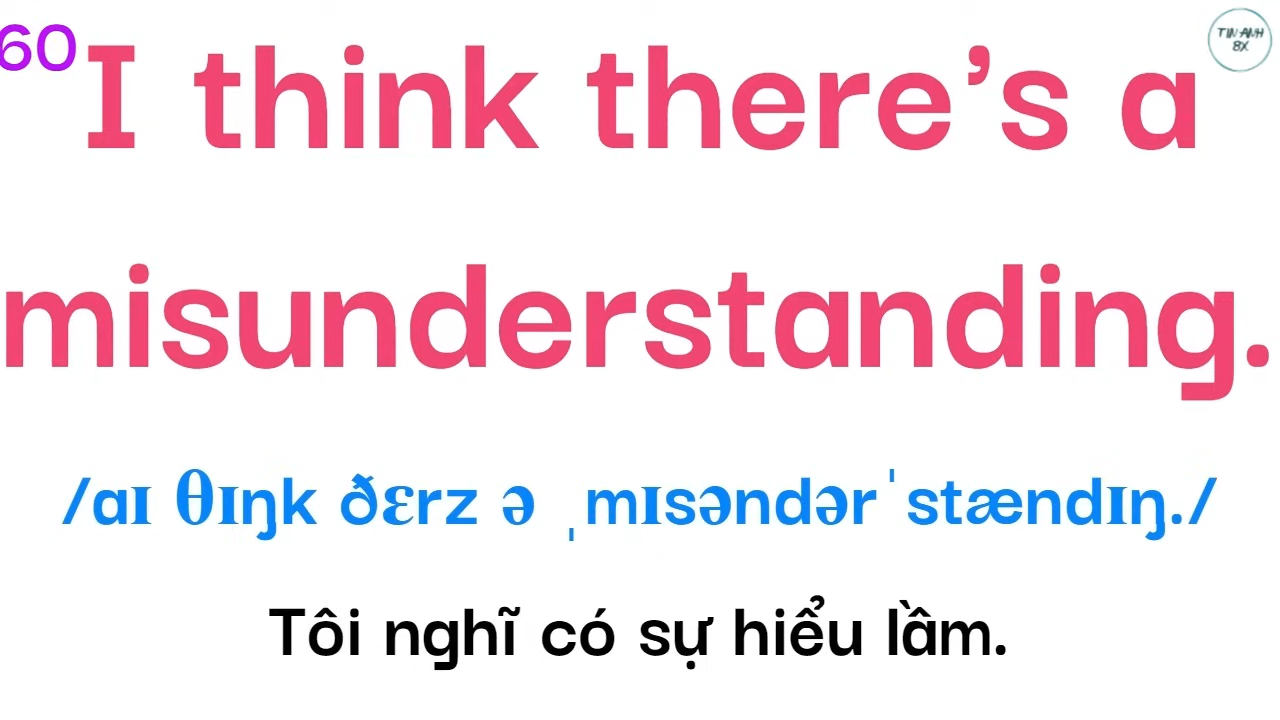 60
I think there's a
misunderstanding.
/aɪ θɪŋk ðɛrz ə ˌmɪsəndərˈstændɪŋ./
Tôi nghĩ có sự hiểu lầm.
TIN-ANH
8X